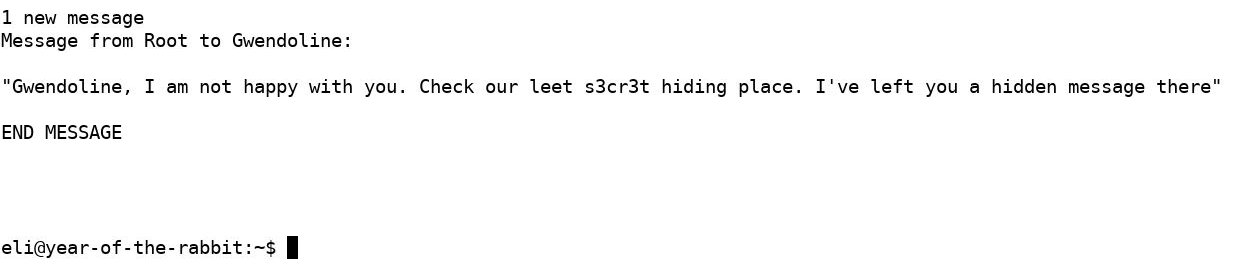 1 new message
Message from Root to Gwendoline:
"Gwendoline, I am not happy with you. Check our leet s3cr3t hiding place. I've left you a hidden message there"
END MESSAGE
eli@year-of-the-rabbit:~$